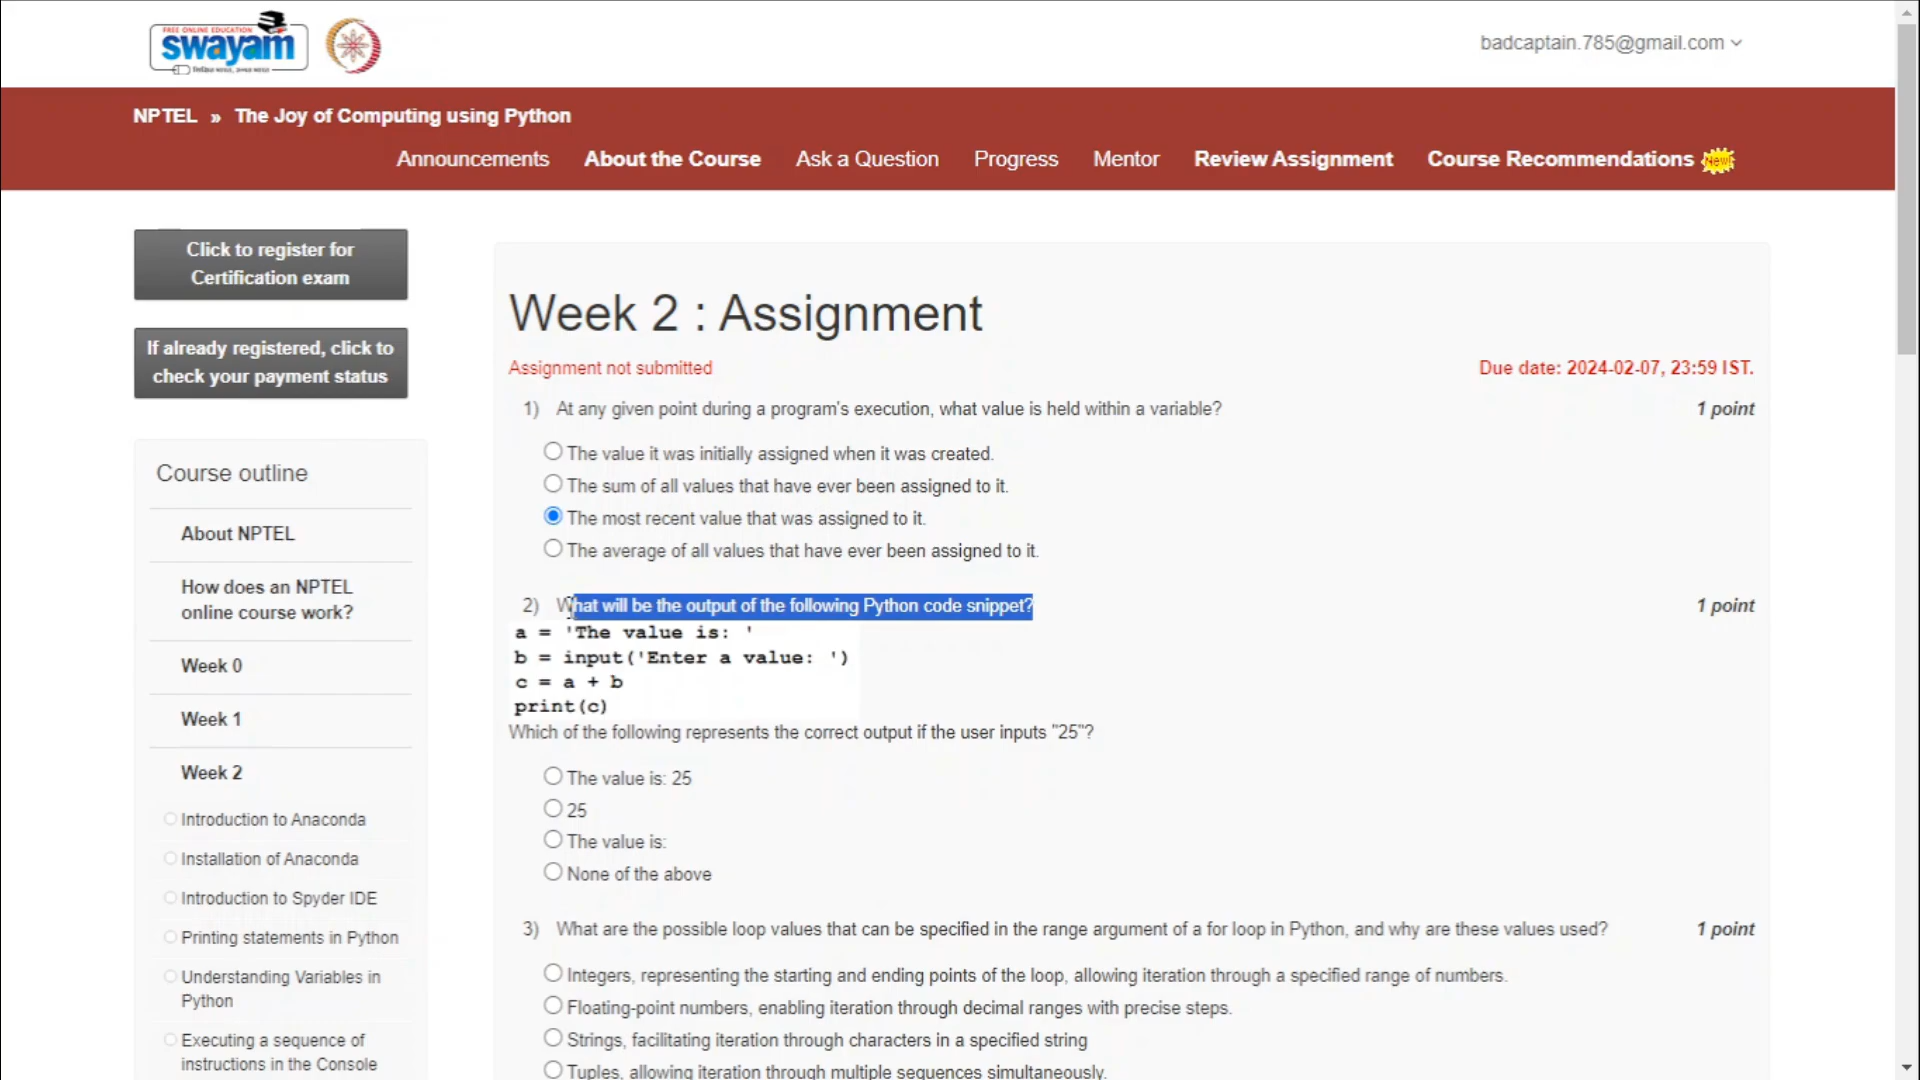 FREE ONLINE EDUCATION
swayam
badcaptain.785@gmail.com
NPTEL » The Joy of Computing using Python
Announcements About the Course Ask a Question Progress Mentor Review Assignment Course Recommendations New!
Click to register for
Certification exam
If already registered, click to
check your payment status
Course outline
About NPTEL
How does an NPTEL
online course work?
Week 0
Week 1
Week 2
Introduction to Anaconda
Installation of Anaconda
Introduction to Spyder IDE
Printing statements in Python
Understanding Variables in
Python
Executing a sequence of
instructions in the Console
Week 2 : Assignment
Assignment not submitted Due date: 2024-02-07, 23:59 IST.
1) At any given point during a program's execution, what value is held within a variable? 1 point
The value it was initially assigned when it was created.
The sum of all values that have ever been assigned to it.
The most recent value that was assigned to it.
The average of all values that have ever been assigned to it.
2) What will be the output of the following Python code snippet? 1 point
a = 'The value is: '
b = input('Enter a value: ')
c = a + b
print(c)
Which of the following represents the correct output if the user inputs "25"?
The value is: 25
25
The value is:
None of the above
3) What are the possible loop values that can be specified in the range argument of a for loop in Python, and why are these values used? 1 point
Integers, representing the starting and ending points of the loop, allowing iteration through a specified range of numbers.
Floating-point numbers, enabling iteration through decimal ranges with precise steps.
Strings, facilitating iteration through characters in a specified string
Tuples, allowing iteration through multiple sequences simultaneously.